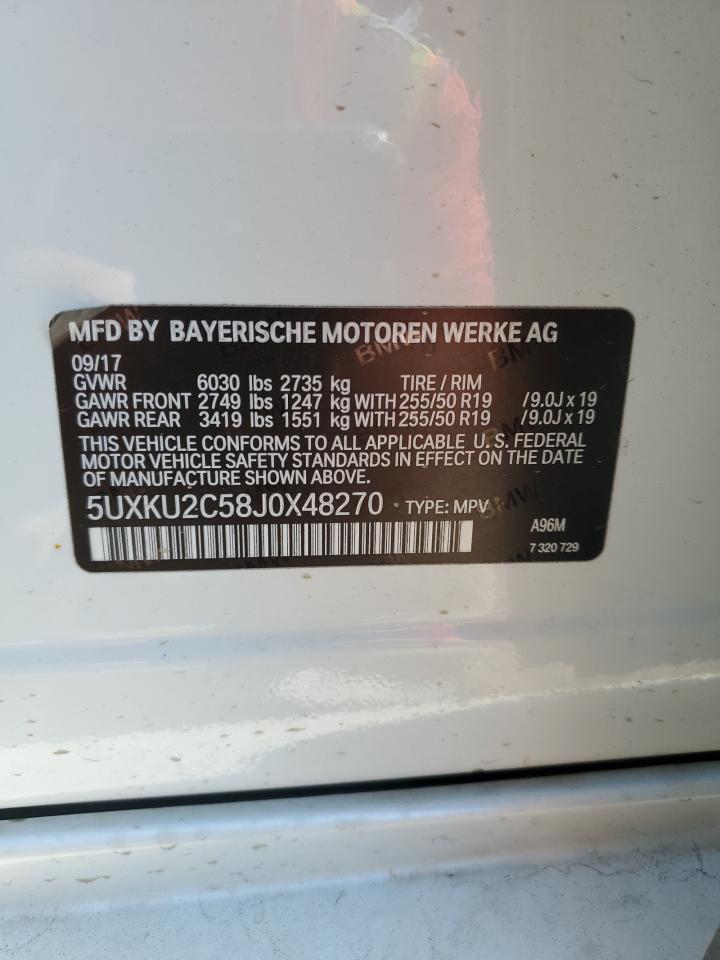 MFD BY BAYERISCHE MOTOREN WERKE AG
09/17
GVWR 6030 lbs 2735 kg TIRE / RIM
GAWR FRONT 2749 lbs 1247 kg WITH 255/50 R19 /9.0J x 19
GAWR REAR 3419 lbs 1551 kg WITH 255/50 R19 /9.0J x 19
THIS VEHICLE CONFORMS TO ALL APPLICABLE U.S. FEDERAL
MOTOR VEHICLE SAFETY STANDARDS IN EFFECT ON THE DATE
OF MANUFACTURE SHOWN ABOVE.
5UXKU2C58J0X48270 TYPE: MPV
A96M
7 320 729